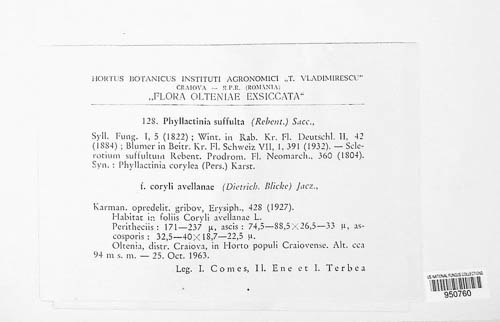 HORTUS BOTANICUS INSTITUTI AGRONOMICI „T. VLADIMIRESCU"
CRAIOVA — R.P.R. (ROMANIA)
„FLORA OLTENIAE EXSICCATA"
128. Phyllactinia suffulta (Rebent.) Sacc.,
Syll. Fung. I, 5 (1822) ; Wint. in Rab. Kr. Fl. Deutschl. II, 42
(1884) ; Blumer in Beitr. Kr. Fl. Schweiz VII, 1, 391 (1932). — Scle-
rotium suffultum Rebent. Prodrom. Fl. Neomarch., 360 (1804).
Syn. : Phyllactinia corylea (Pers.) Karst.
f. coryli avellanae (Dietrich. Blicke) Jacz.,
Karman. opredelit. gribov, Erysiph., 428 (1927).
Habitat in foliis Coryli avellanae L.
Peritheciis : 171—237 µ, ascis : 74,5—88,5×26,5—33 µ, as-
cosporis : 32,5—40×18,7—22,5 µ.
Oltenia, distr. Craiova, in Horto populi Craiovense. Alt. cca
94 m s. m. — 25. Oct. 1963.
Leg. I. Comes, Il. Ene et I. Terbea
US NATIONAL FUNGUS COLLECTIONS
950760